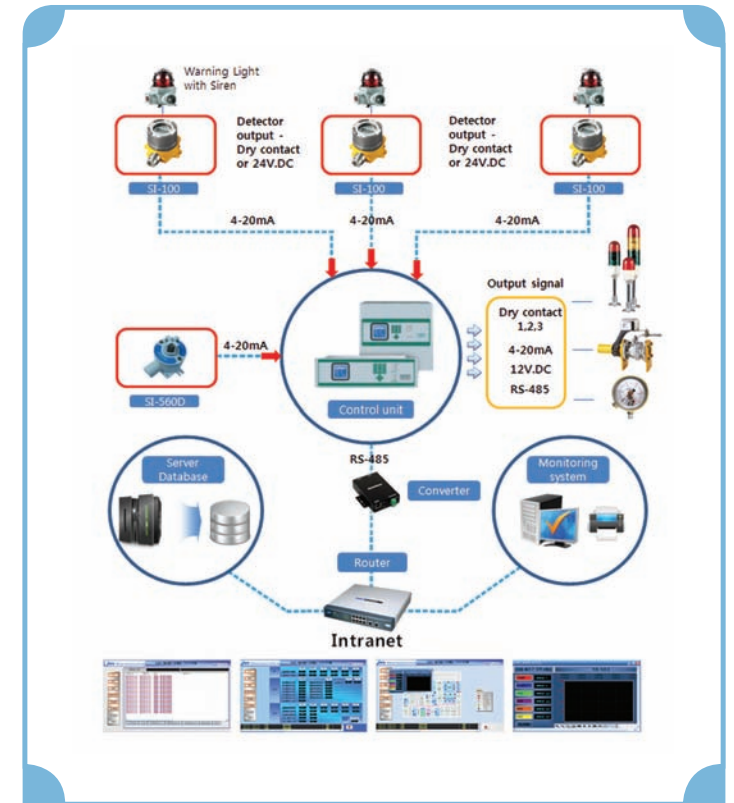 Warning Light
with Siren
Detector
output -
Dry contact
or 24V.DC
Detector
output -
Dry contact
or 24V.DC
SI-100
SI-100
SI-100
4-20mA
4-20mA
4-20mA
Output signal
Dry contact
1,2,3
4-20mA
12V.DC
RS-485
4-20mA
SI-560D
Control unit
RS-485
Server
Database
Converter
Monitoring
system
Router
Intranet